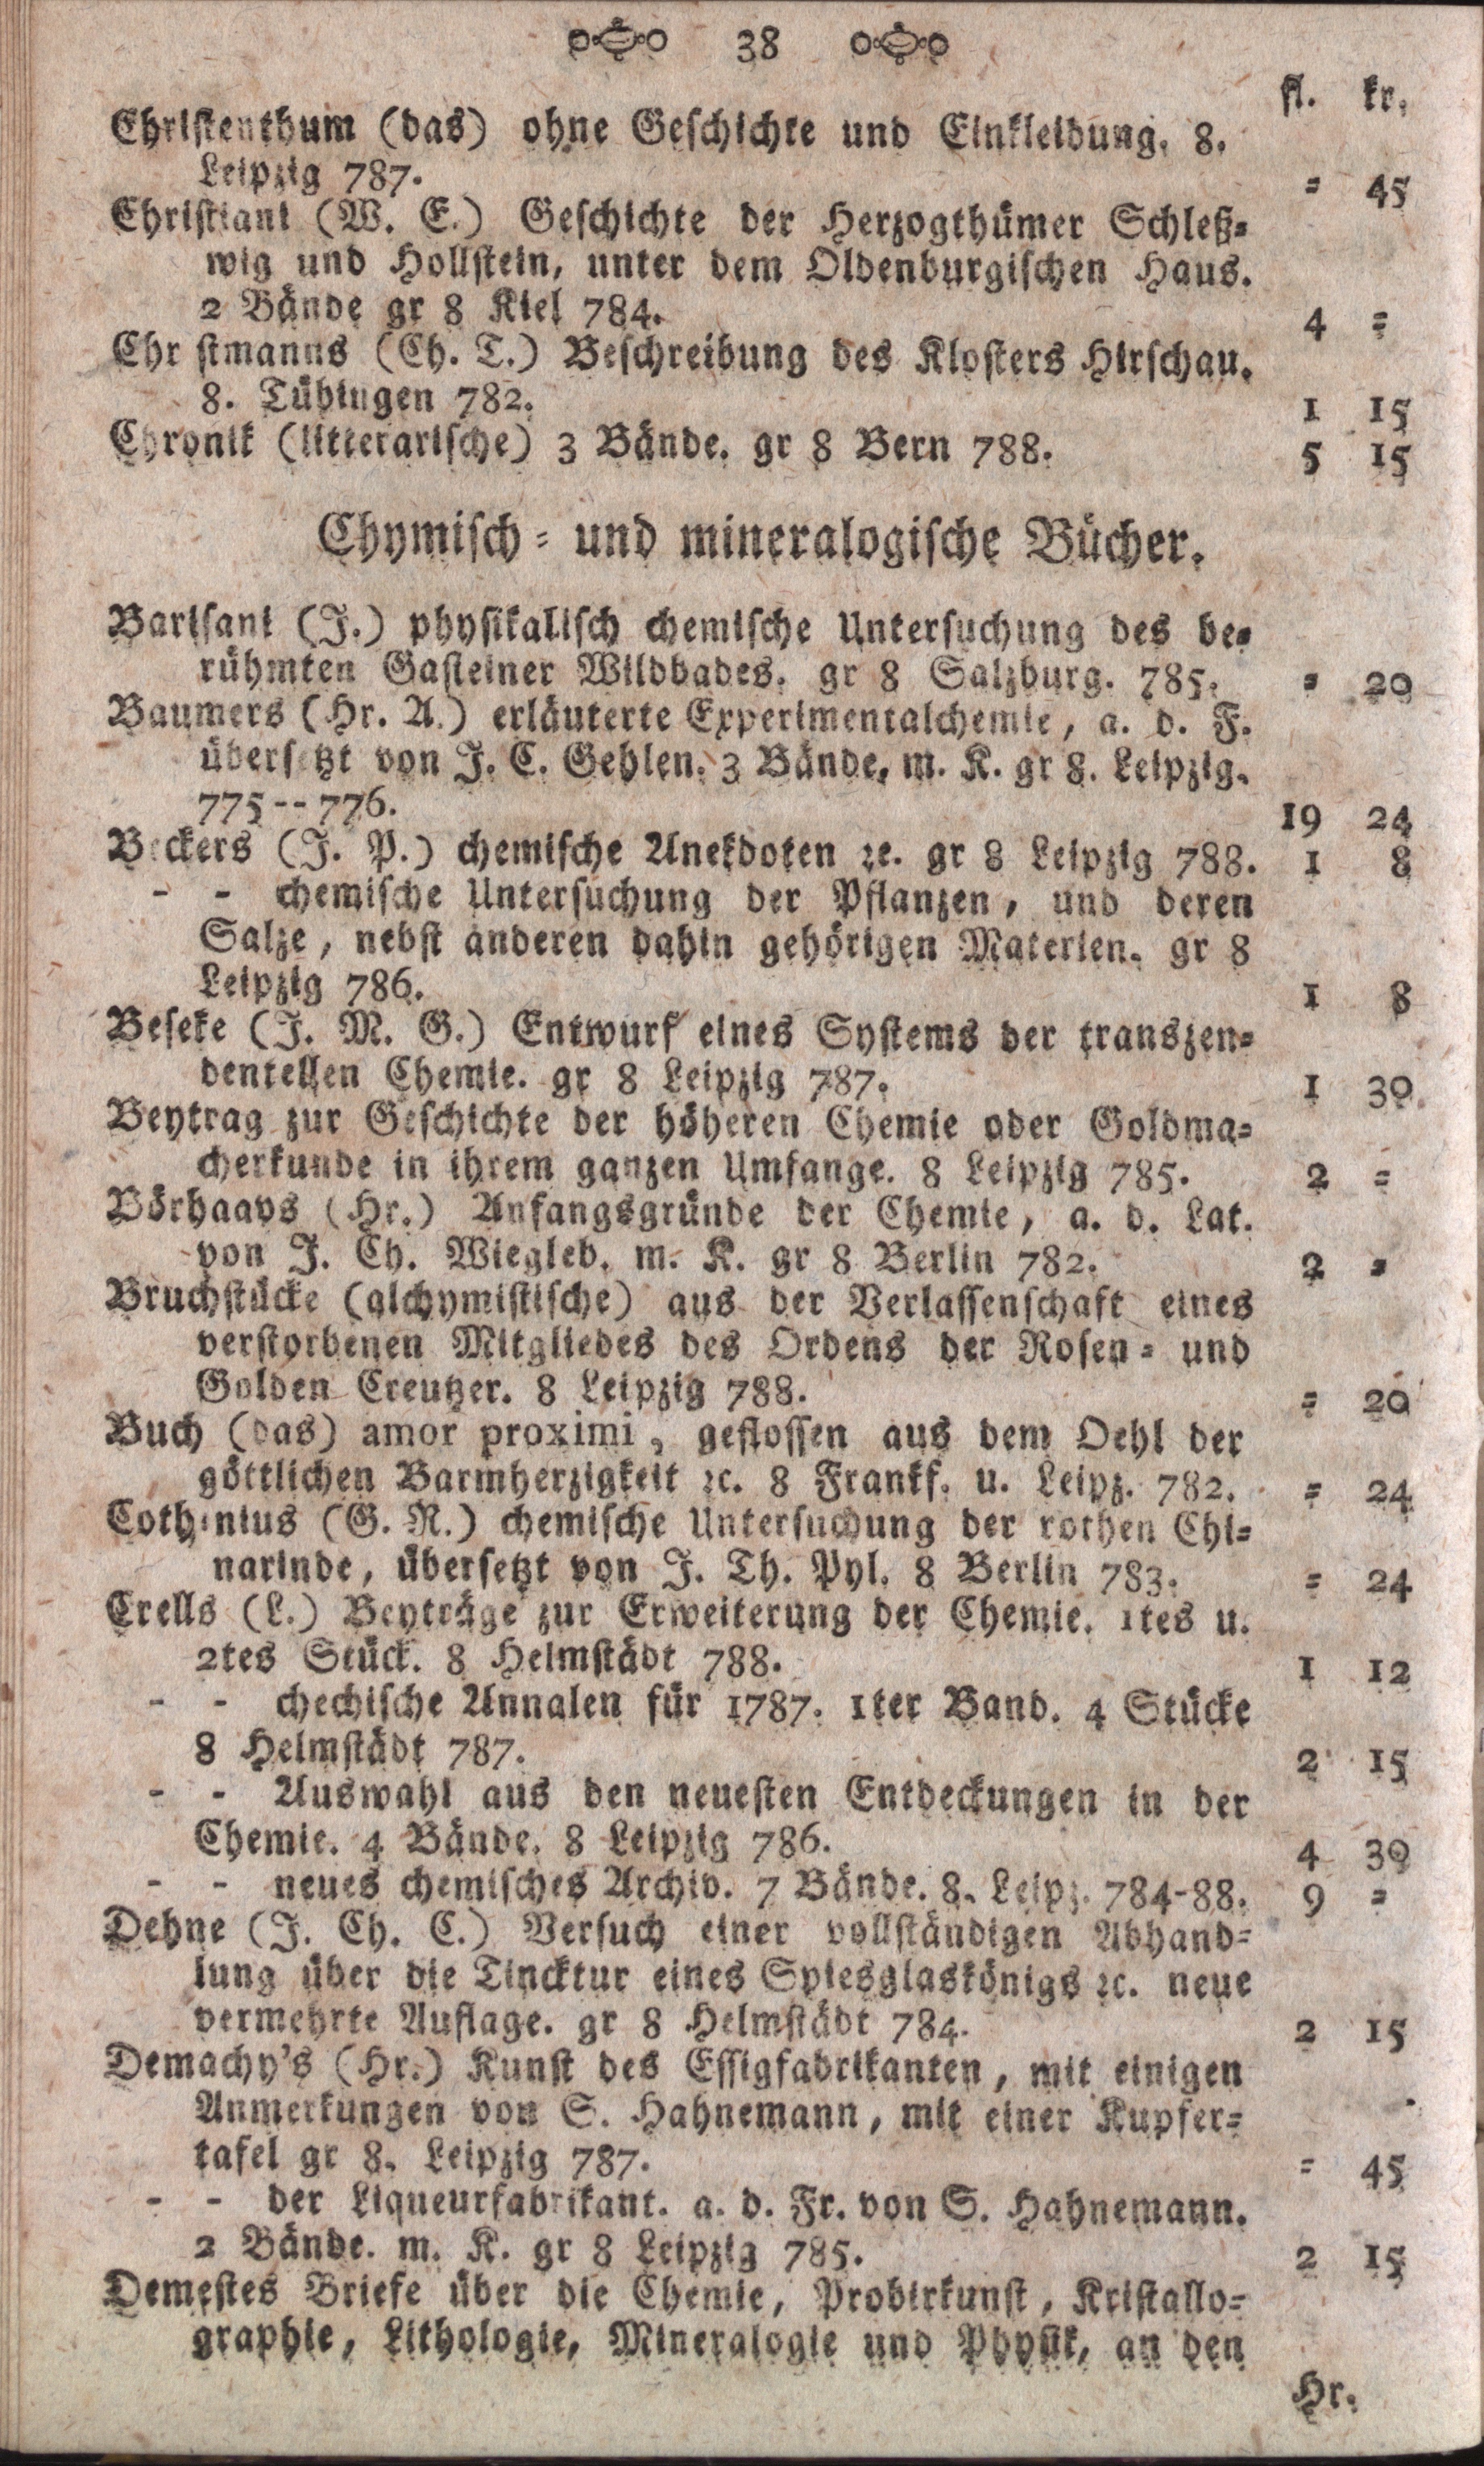 38
fl. kr.
Christenthum (das) ohne Geschichte und Einkleidung. 8.
Leipzig 787. = 45
Christiani (W. E.) Geschichte der Herzogthümer Schleß=
wig und Hollstein, unter dem Oldenburgischen Haus.
2 Bände gr 8 Kiel 784. 4 =
Chr stmanns (Ch. T.) Beschreibung des Klosters Hirschau.
8. Tübingen 782. 1 15
Chronik (litterarische) 3 Bände. gr 8 Bern 788. 5 15
Chymisch = und mineralogische Bücher.
Barisani (J.) physikalisch chemische Untersuchung des be=
rühmten Gasteiner Wildbades. gr 8 Salzburg. 785. = 20
Baumers (Hr. A.) erläuterte Experimentalchemie, a. d. F.
übersetzt von J. C. Gehlen. 3 Bände. m. K. gr 8. Leipzig.
775--776. 19 24
Beckers (J. P.) chemische Anekdoten ꝛe. gr 8 Leipzig 788. 1 8
- - chemische Untersuchung der Pflanzen, und deren
Salze, nebst anderen dahin gehörigen Materien. gr 8
Leipzig 786. 1 8
Beseke (J. M. G.) Entwurf eines Systems der transzen=
dentellen Chemie. gr 8 Leipzig 787. 1 30
Beytrag zur Geschichte der höheren Chemie oder Goldma=
cherkunde in ihrem ganzen Umfange. 8 Leipzig 785. 2 =
Börhaavs (Hr.) Anfangsgründe der Chemie, a. d. Lat.
von J. Ch. Wiegleb. m. K. gr 8 Berlin 782. 2 =
Bruchstücke (alchymistische) aus der Verlassenschaft eines
verstorbenen Mitgliedes des Ordens der Rosen = und
Golden Creutzer. 8 Leipzig 788. = 20
Buch (das) amor proximi, geflossen aus dem Oehl der
göttlichen Barmherzigkeit ꝛc. 8 Frankf. u. Leipz. 782. = 24
Cothenius (G. N.) chemische Untersuchung der rothen Chi=
narinde, übersetzt von J. Th. Pyl. 8 Berlin 783. = 24
Crells (L.) Beyträge zur Erweiterung der Chemie. 1tes u.
2tes Stück. 8 Helmstädt 788. 1 12
- - chechische Annalen für 1787. 1ter Band. 4 Stücke
8 Helmstädt 787. 2 15
- - Auswahl aus den neuesten Entdeckungen in der
Chemie. 4 Bände. 8 Leipzig 786. 4 30
- - neues chemisches Archiv. 7 Bände. 8. Leipz. 784-88. 9 =
Dehne (J. Ch. C.) Versuch einer vollständigen Abhand=
lung über die Tincktur eines Spiesglaskönigs ꝛc. neue
vermehrte Auflage. gr 8 Helmstädt 784. 2 15
Demachy's (Hr.) Kunst des Essigfabrikanten, mit einigen
Anmerkungen von S. Hahnemann, mit einer Kupfer=
tafel gr 8. Leipzig 787. = 45
- - der Liqueurfabrikant. a. d. Fr. von S. Hahnemann.
2 Bände. m. K. gr 8 Leipzig 785. 2 15
Demestes Briefe über die Chemie, Probirkunst, Kristallo=
graphie, Lithologie, Mineralogie und Physik, an den
Hr.